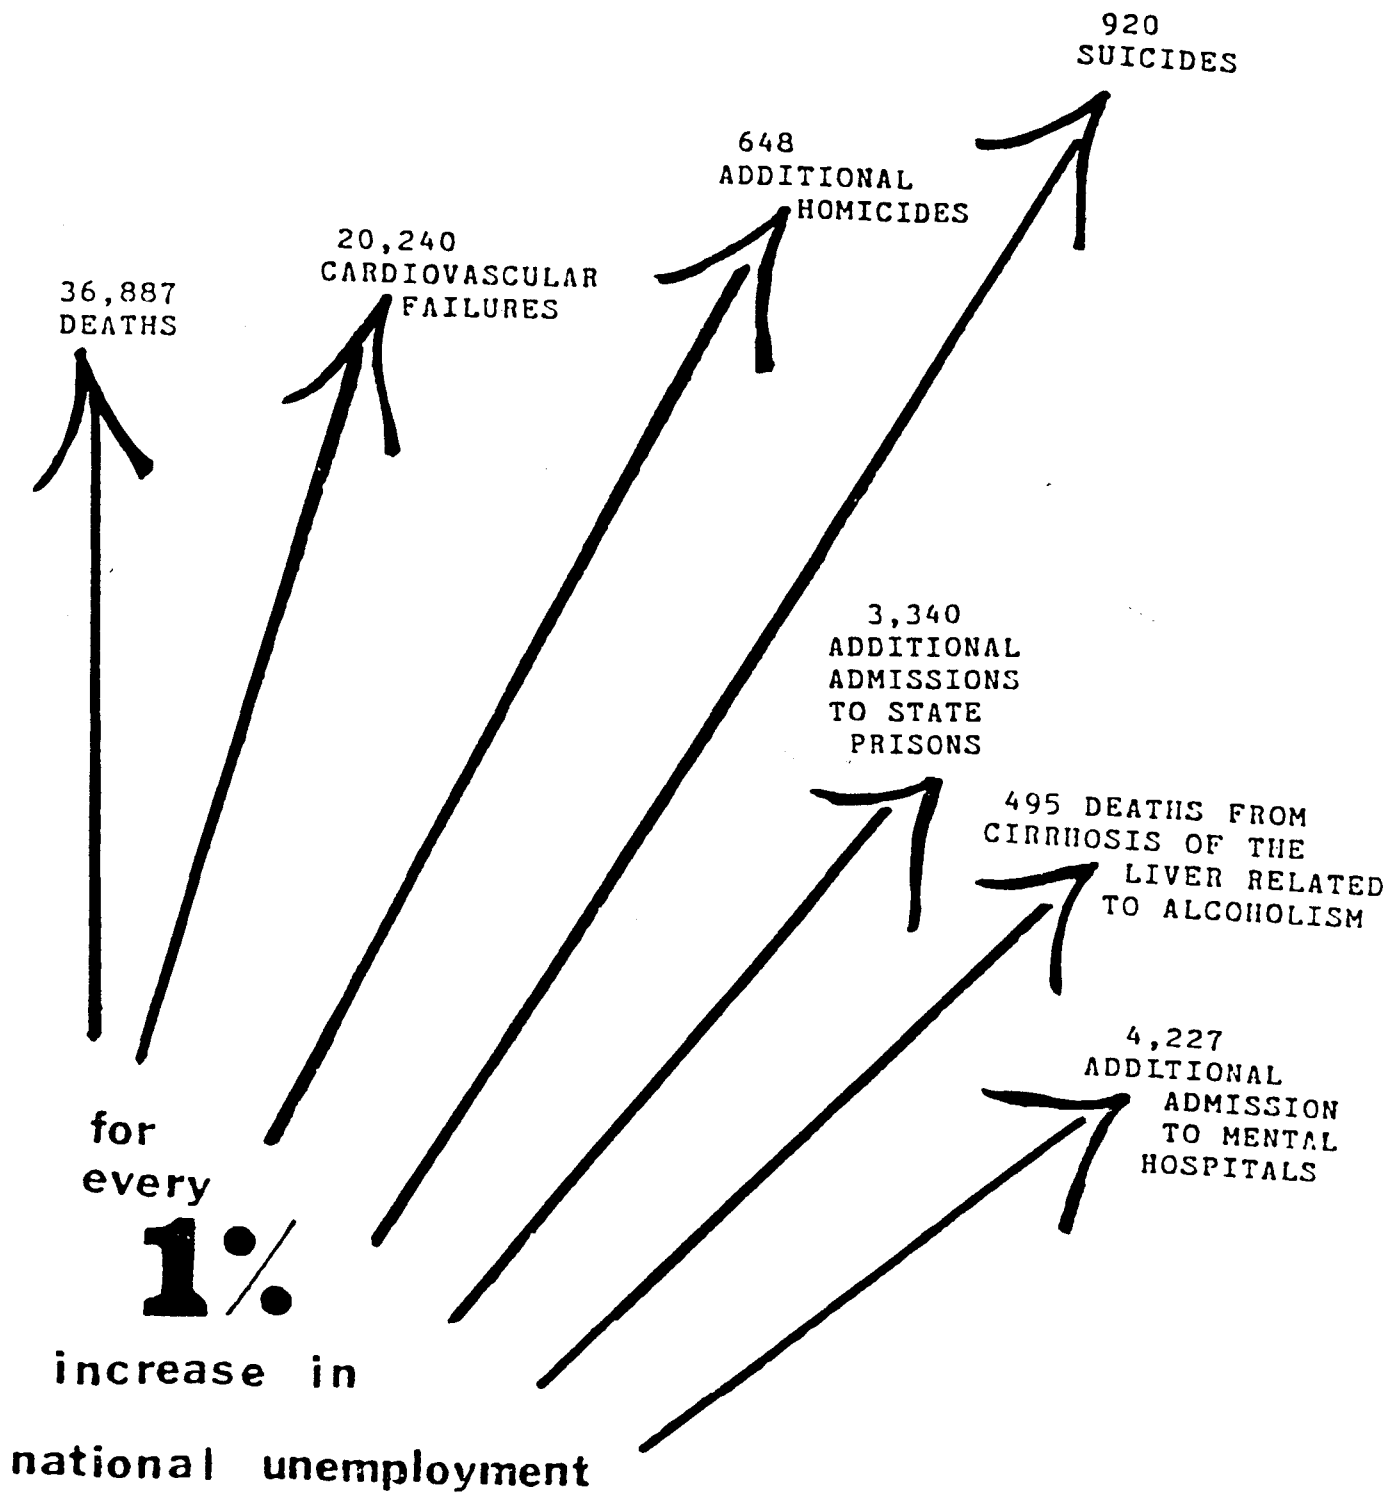 920
SUICIDES
648
ADDITIONAL
HOMICIDES
20,240
CARDIOVASCULAR
FAILURES
36,887
DEATHS
3,340
ADDITIONAL
ADMISSIONS
TO STATE
PRISONS
495 DEATHS FROM
CIRRHOSIS OF THE
LIVER RELATED
TO ALCOHOLISM
4,227
ADDITIONAL
ADMISSION
TO MENTAL
HOSPITALS
for
every
1%
increase in
national unemployment